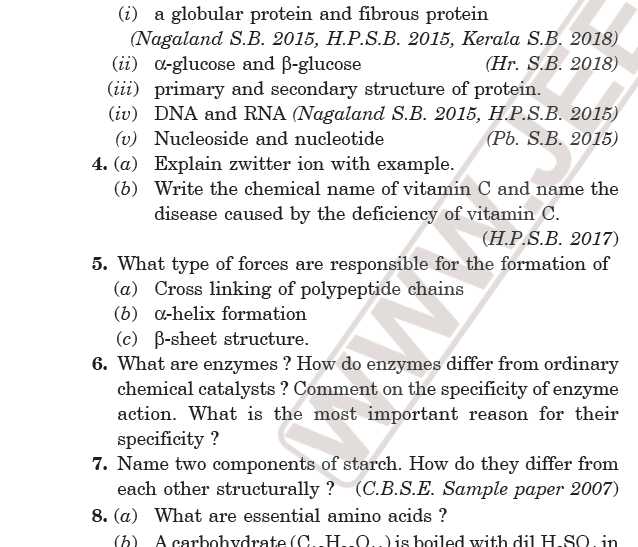 (i) a globular protein and fibrous protein
(Nagaland S.B. 2015, H.P.S.B. 2015, Kerala S.B. 2018)
(ii) α-glucose and β-glucose (Hr. S.B. 2018)
(iii) primary and secondary structure of protein.
(iv) DNA and RNA (Nagaland S.B. 2015, H.P.S.B. 2015)
(v) Nucleoside and nucleotide (Pb. S.B. 2015)
4. (a) Explain zwitter ion with example.
(b) Write the chemical name of vitamin C and name the
disease caused by the deficiency of vitamin C.
(H.P.S.B. 2017)
5. What type of forces are responsible for the formation of
(a) Cross linking of polypeptide chains
(b) α-helix formation
(c) β-sheet structure.
6. What are enzymes ? How do enzymes differ from ordinary
chemical catalysts ? Comment on the specificity of enzyme
action. What is the most important reason for their
specificity ?
7. Name two components of starch. How do they differ from
each other structurally ? (C.B.S.E. Sample paper 2007)
8. (a) What are essential amino acids ?
(b) A carbohydrate (C H O ) is boiled with dil H SO in
WWW.JEE